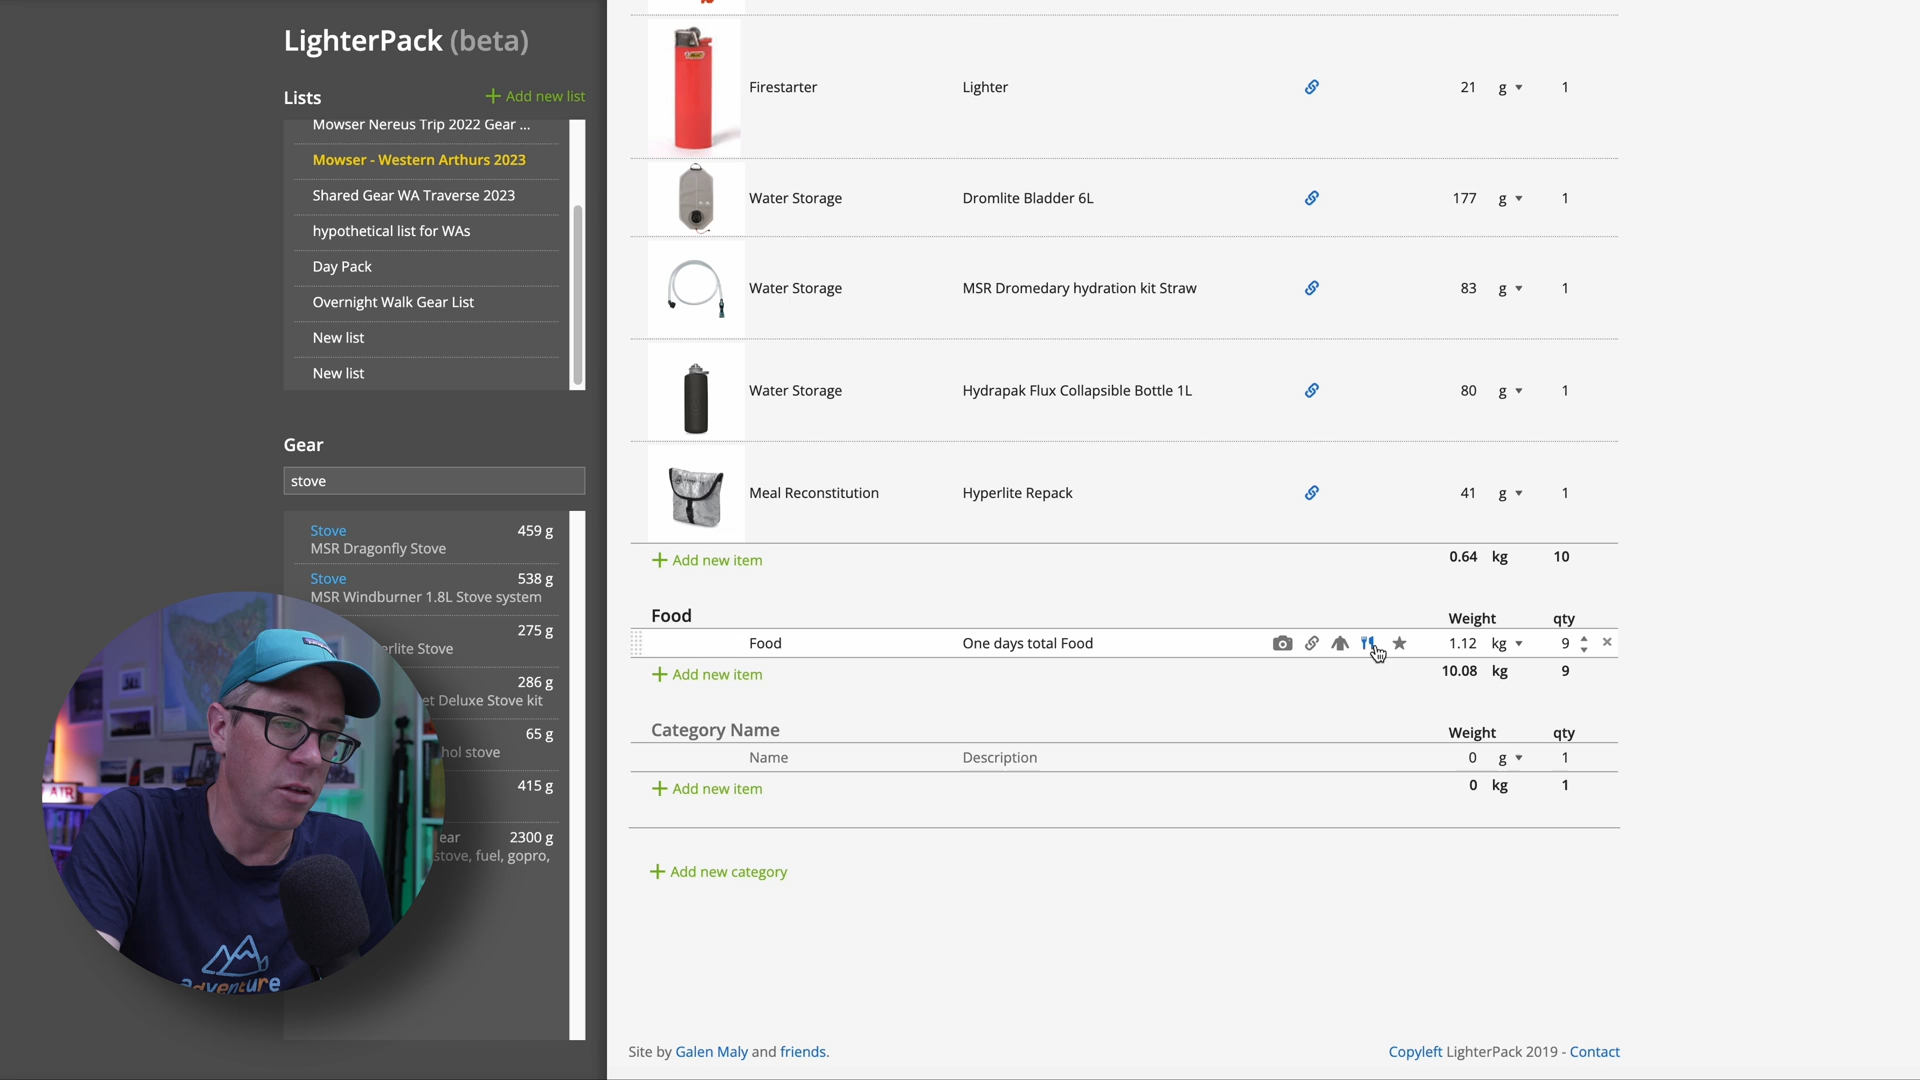 LighterPack (beta)
Lists
Add new list
Mowser Nereus Trip 2022 Gear ...
Mowser - Western Arthurs 2023
Shared Gear WA Traverse 2023
hypothetical list for WAs
Day Pack
Overnight Walk Gear List
New list
New list
Gear
stove
Stove 459 g
MSR Dragonfly Stove
Stove 538 g
MSR Windburner 1.8L Stove system
275 g
Stove
286 g
Deluxe Stove kit
65 g
stove
415 g
ear 2300 g
stove, fuel, gopro,
AIR
adventure
Firestarter Lighter 21 g 1
Water Storage Dromlite Bladder 6L 177 g 1
Water Storage MSR Dromedary hydration kit Straw 83 g 1
Water Storage Hydrapak Flux Collapsible Bottle 1L 80 g 1
Meal Reconstitution Hyperlite Repack 41 g 1
Add new item 0.64 kg 10
Food Weight qty
Food One days total Food 1.12 kg 9
Add new item 10.08 kg 9
Category Name Weight qty
Name Description 0 g 1
Add new item 0 kg 1
Add new category
Site by Galen Maly and friends.
Copyleft LighterPack 2019 - Contact